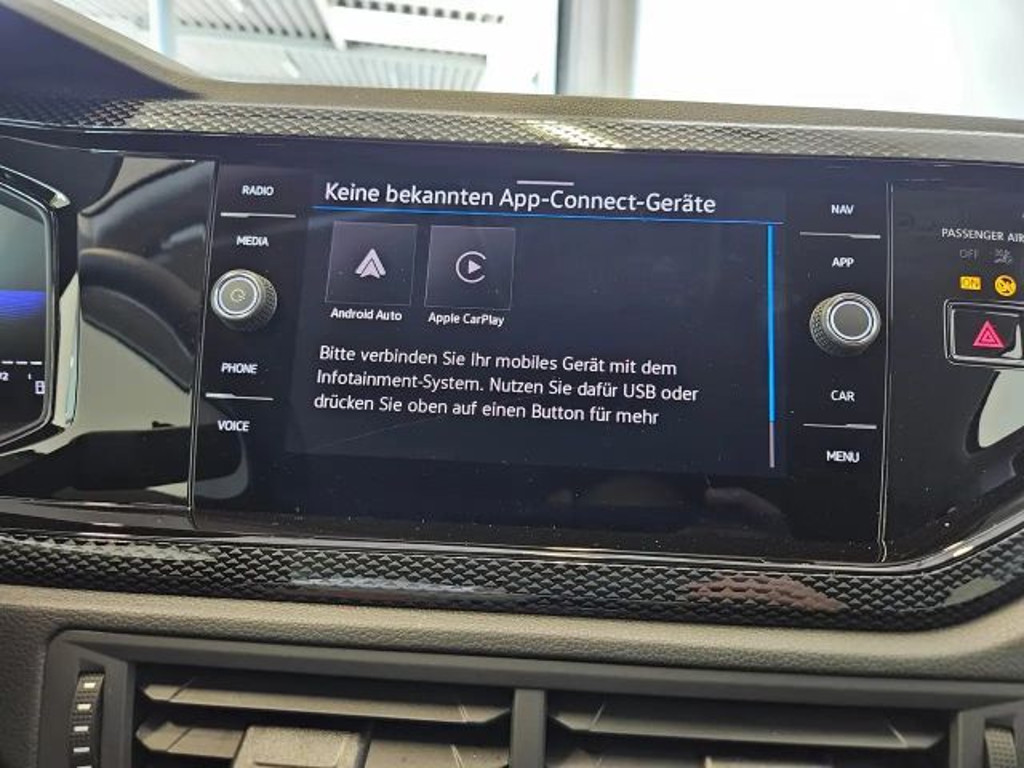 RADIO
MEDIA
PHONE
VOICE
Keine bekannten App-Connect-Geräte
Android Auto
Apple CarPlay
Bitte verbinden Sie Ihr mobiles Gerät mit dem
Infotainment-System. Nutzen Sie dafür USB oder
drücken Sie oben auf einen Button für mehr
NAV
APP
CAR
MENU
PASSENGER AIR
OFF
ON